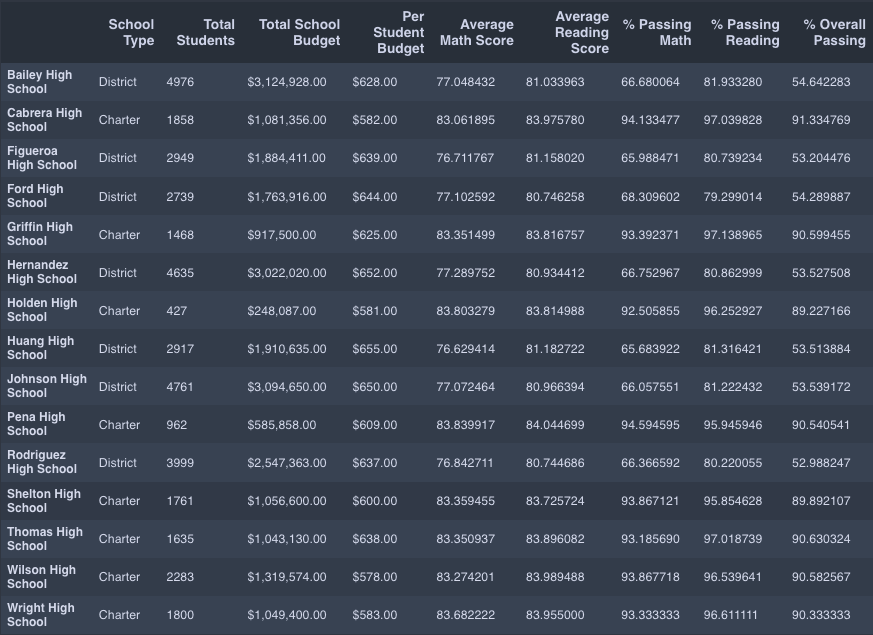 School Type Total Students Total School Budget Per Student Budget Average Math Score Average Reading Score % Passing Math % Passing Reading % Overall Passing
Bailey High School District 4976 $3,124,928.00 $628.00 77.048432 81.033963 66.680064 81.933280 54.642283
Cabrera High School Charter 1858 $1,081,356.00 $582.00 83.061895 83.975780 94.133477 97.039828 91.334769
Figueroa High School District 2949 $1,884,411.00 $639.00 76.711767 81.158020 65.988471 80.739234 53.204476
Ford High School District 2739 $1,763,916.00 $644.00 77.102592 80.746258 68.309602 79.299014 54.289887
Griffin High School Charter 1468 $917,500.00 $625.00 83.351499 83.816757 93.392371 97.138965 90.599455
Hernandez High School District 4635 $3,022,020.00 $652.00 77.289752 80.934412 66.752967 80.862999 53.527508
Holden High School Charter 427 $248,087.00 $581.00 83.803279 83.814988 92.505855 96.252927 89.227166
Huang High School District 2917 $1,910,635.00 $655.00 76.629414 81.182722 65.683922 81.316421 53.513884
Johnson High School District 4761 $3,094,650.00 $650.00 77.072464 80.966394 66.057551 81.222432 53.539172
Pena High School Charter 962 $585,858.00 $609.00 83.839917 84.044699 94.594595 95.945946 90.540541
Rodriguez High School District 3999 $2,547,363.00 $637.00 76.842711 80.744686 66.366592 80.220055 52.988247
Shelton High School Charter 1761 $1,056,600.00 $600.00 83.359455 83.725724 93.867121 95.854628 89.892107
Thomas High School Charter 1635 $1,043,130.00 $638.00 83.350937 83.896082 93.185690 97.018739 90.630324
Wilson High School Charter 2283 $1,319,574.00 $578.00 83.274201 83.989488 93.867718 96.539641 90.582567
Wright High School Charter 1800 $1,049,400.00 $583.00 83.682222 83.955000 93.333333 96.611111 90.333333